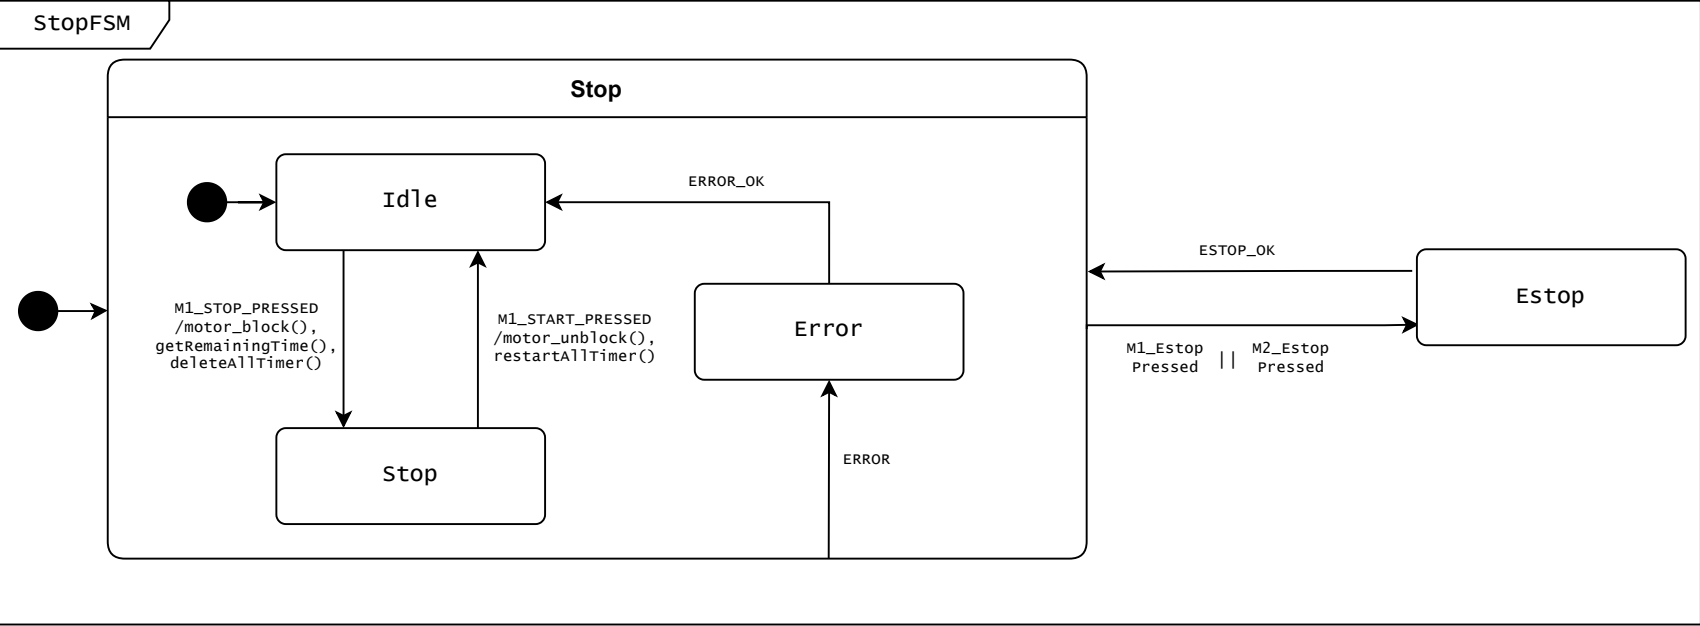 StopFSM
Stop
Idle
ERROR_OK
M1_STOP_PRESSED
/motor_block(),
getRemainingTime(),
deleteAllTimer()
M1_START_PRESSED
/motor_unblock(),
restartAllTimer()
Error
Stop
ERROR
ESTOP_OK
Estop
M1_Estop
Pressed
||
M2_Estop
Pressed